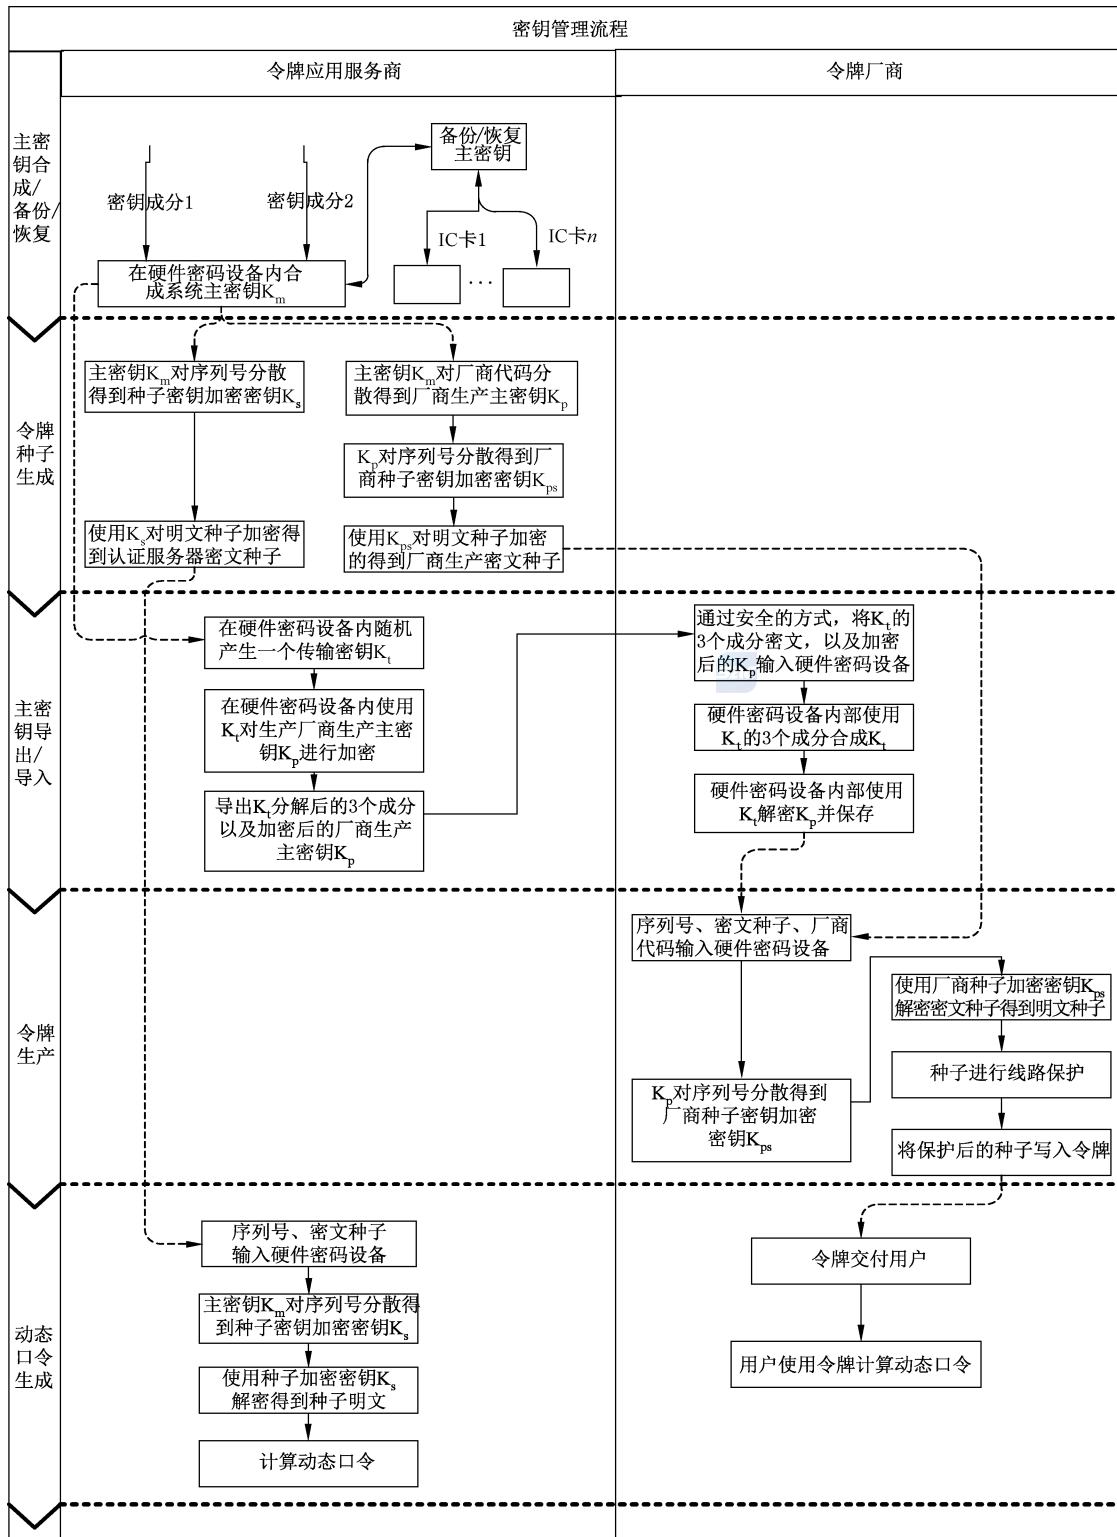 密钥管理流程
令牌应用服务商
令牌厂商
主密
钥合
成/
备份/
恢复
密钥成分1
密钥成分2
备份/恢复
主密钥
IC卡1
IC卡n
···
在硬件密码设备内合
成系统主密钥Km
令牌
种子
生成
主密钥Km对序列号分散
得到种子密钥加密密钥Ks
使用Ks对明文种子加密得
到认证服务器密文种子
主密钥Km对厂商代码分
散得到厂商生产主密钥Kp
Kp对序列号分散得到厂
商种子密钥加密密钥Kps
使用Kps对明文种子加密
的得到厂商生产密文种子
主密
钥导
出/
导入
在硬件密码设备内随机
产生一个传输密钥Kt
在硬件密码设备内使用
Kt对生产厂商生产主密
钥Kp进行加密
导出Kt分解后的3个成分
以及加密后的厂商生产
主密钥Kp
通过安全的方式，将Kt的
3个成分密文，以及加密
后的Kp输入硬件密码设备
硬件密码设备内部使用
Kt的3个成分合成Kt
硬件密码设备内部使用
Kt解密Kp并保存
令牌
生产
序列号、密文种子、厂商
代码输入硬件密码设备
Kp对序列号分散得到
厂商种子密钥加密
密钥Kps
使用厂商种子加密密钥Kps
解密密文种子得到明文种子
种子进行线路保护
将保护后的种子写入令牌
动态
口令
生成
序列号、密文种子
输入硬件密码设备
主密钥Km对序列号分散得
到种子密钥加密密钥Ks
使用种子加密密钥Ks
解密得到种子明文
计算动态口令
令牌交付用户
用户使用令牌计算动态口令